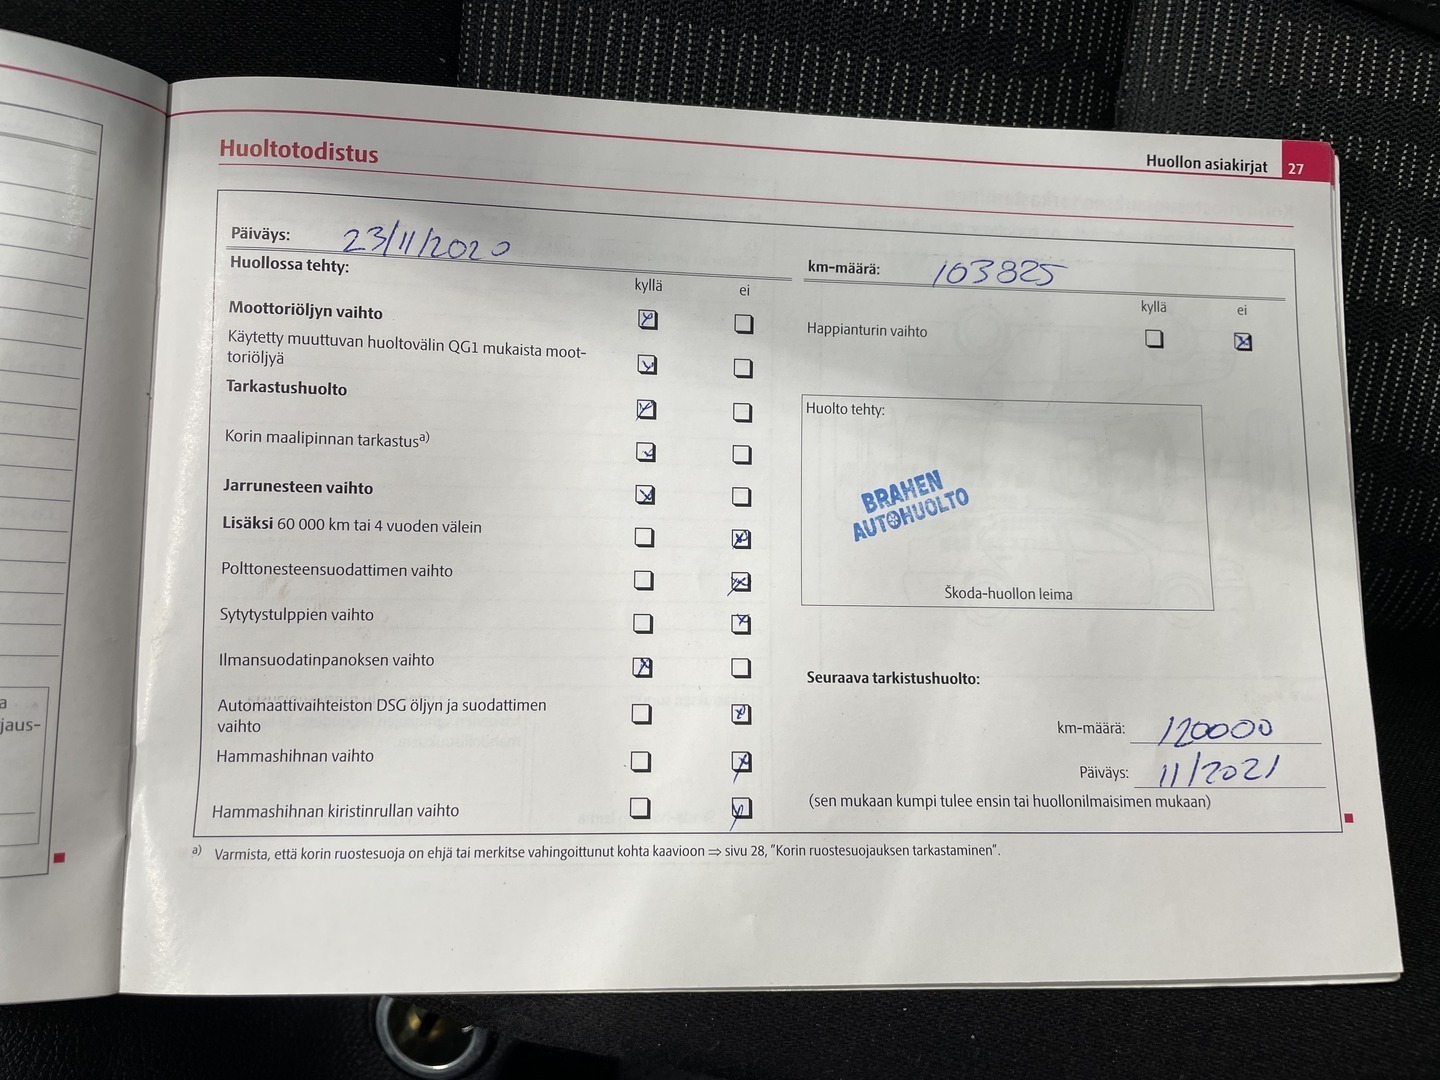 Huoltotodistus
Huollon asiakirjat 27
Päiväys: 23/11/2020
km-määrä: 103825
Huollossa tehty:
kyllä ei
Moottoriöljyn vaihto
Käytetty muuttuvan huoltovälin QG1 mukaista moot-
toriöljyä
Tarkastushuolto
Korin maalipinnan tarkastus a)
Jarrunesteen vaihto
Lisäksi 60 000 km tai 4 vuoden välein
Polttonesteensuodattimen vaihto
Sytytystulppien vaihto
Ilmansuodatinpanoksen vaihto
Automaattivaihteiston DSG öljyn ja suodattimen
vaihto
Hammashihnan vaihto
Hammashihnan kiristinrullan vaihto
kyllä ei
Happianturin vaihto
Huolto tehty:
BRAHEN
AUTOHUOLTO
Škoda-huollon leima
Seuraava tarkistushuolto:
km-määrä: 120000
Päiväys: 11/2021
(sen mukaan kumpi tulee ensin tai huollonilmaisimen mukaan)
a) Varmista, että korin ruostesuoja on ehjä tai merkitse vahingoittunut kohta kaavioon ⇒ sivu 28, "Korin ruostesuojauksen tarkastaminen".
a
jaus-